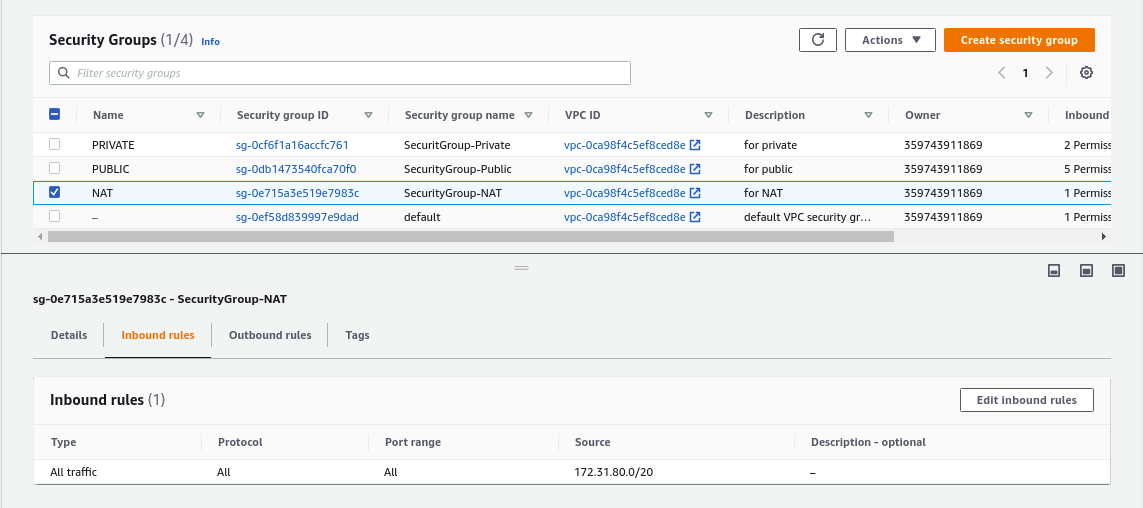 Security Groups (1/4) Info
Actions
Create security group
Filter security groups
1
Name Security group ID Security group name VPC ID Description Owner Inbound
PRIVATE sg-0cf6f1a16accfc761 SecuritGroup-Private vpc-0ca98f4c5ef8ced8e for private 359743911869 2 Permiss
PUBLIC sg-0db1473540fca70f0 SecurityGroup-Public vpc-0ca98f4c5ef8ced8e for public 359743911869 5 Permiss
NAT sg-0e715a3e519e7983c SecurityGroup-NAT vpc-0ca98f4c5ef8ced8e for NAT 359743911869 1 Permiss
– sg-0ef58d839997e9dad default vpc-0ca98f4c5ef8ced8e default VPC security gr... 359743911869 1 Permiss
sg-0e715a3e519e7983c - SecurityGroup-NAT
Details Inbound rules Outbound rules Tags
Inbound rules (1)
Edit inbound rules
Type Protocol Port range Source Description - optional
All traffic All All 172.31.80.0/20 –